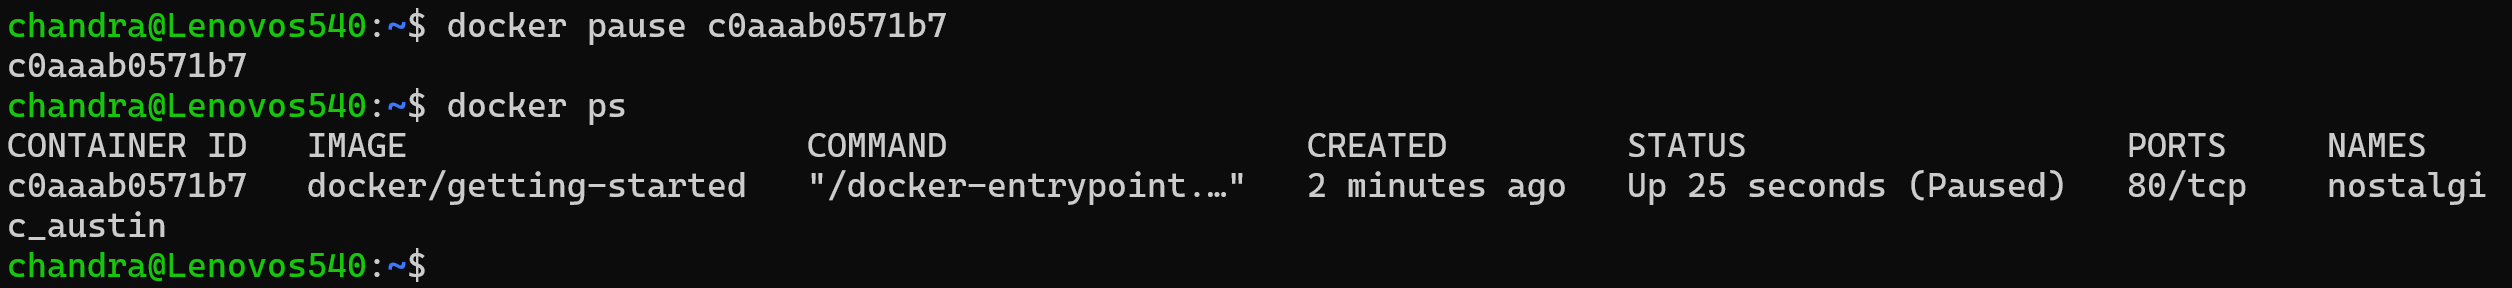 chandra@Lenovos540:~$ docker pause c0aaab0571b7
c0aaab0571b7
chandra@Lenovos540:~$ docker ps
CONTAINER ID   IMAGE                    COMMAND                  CREATED         STATUS                   PORTS     NAMES
c0aaab0571b7   docker/getting-started   "/docker-entrypoint.…"   2 minutes ago   Up 25 seconds (Paused)   80/tcp    nostalgi
c_austin
chandra@Lenovos540:~$